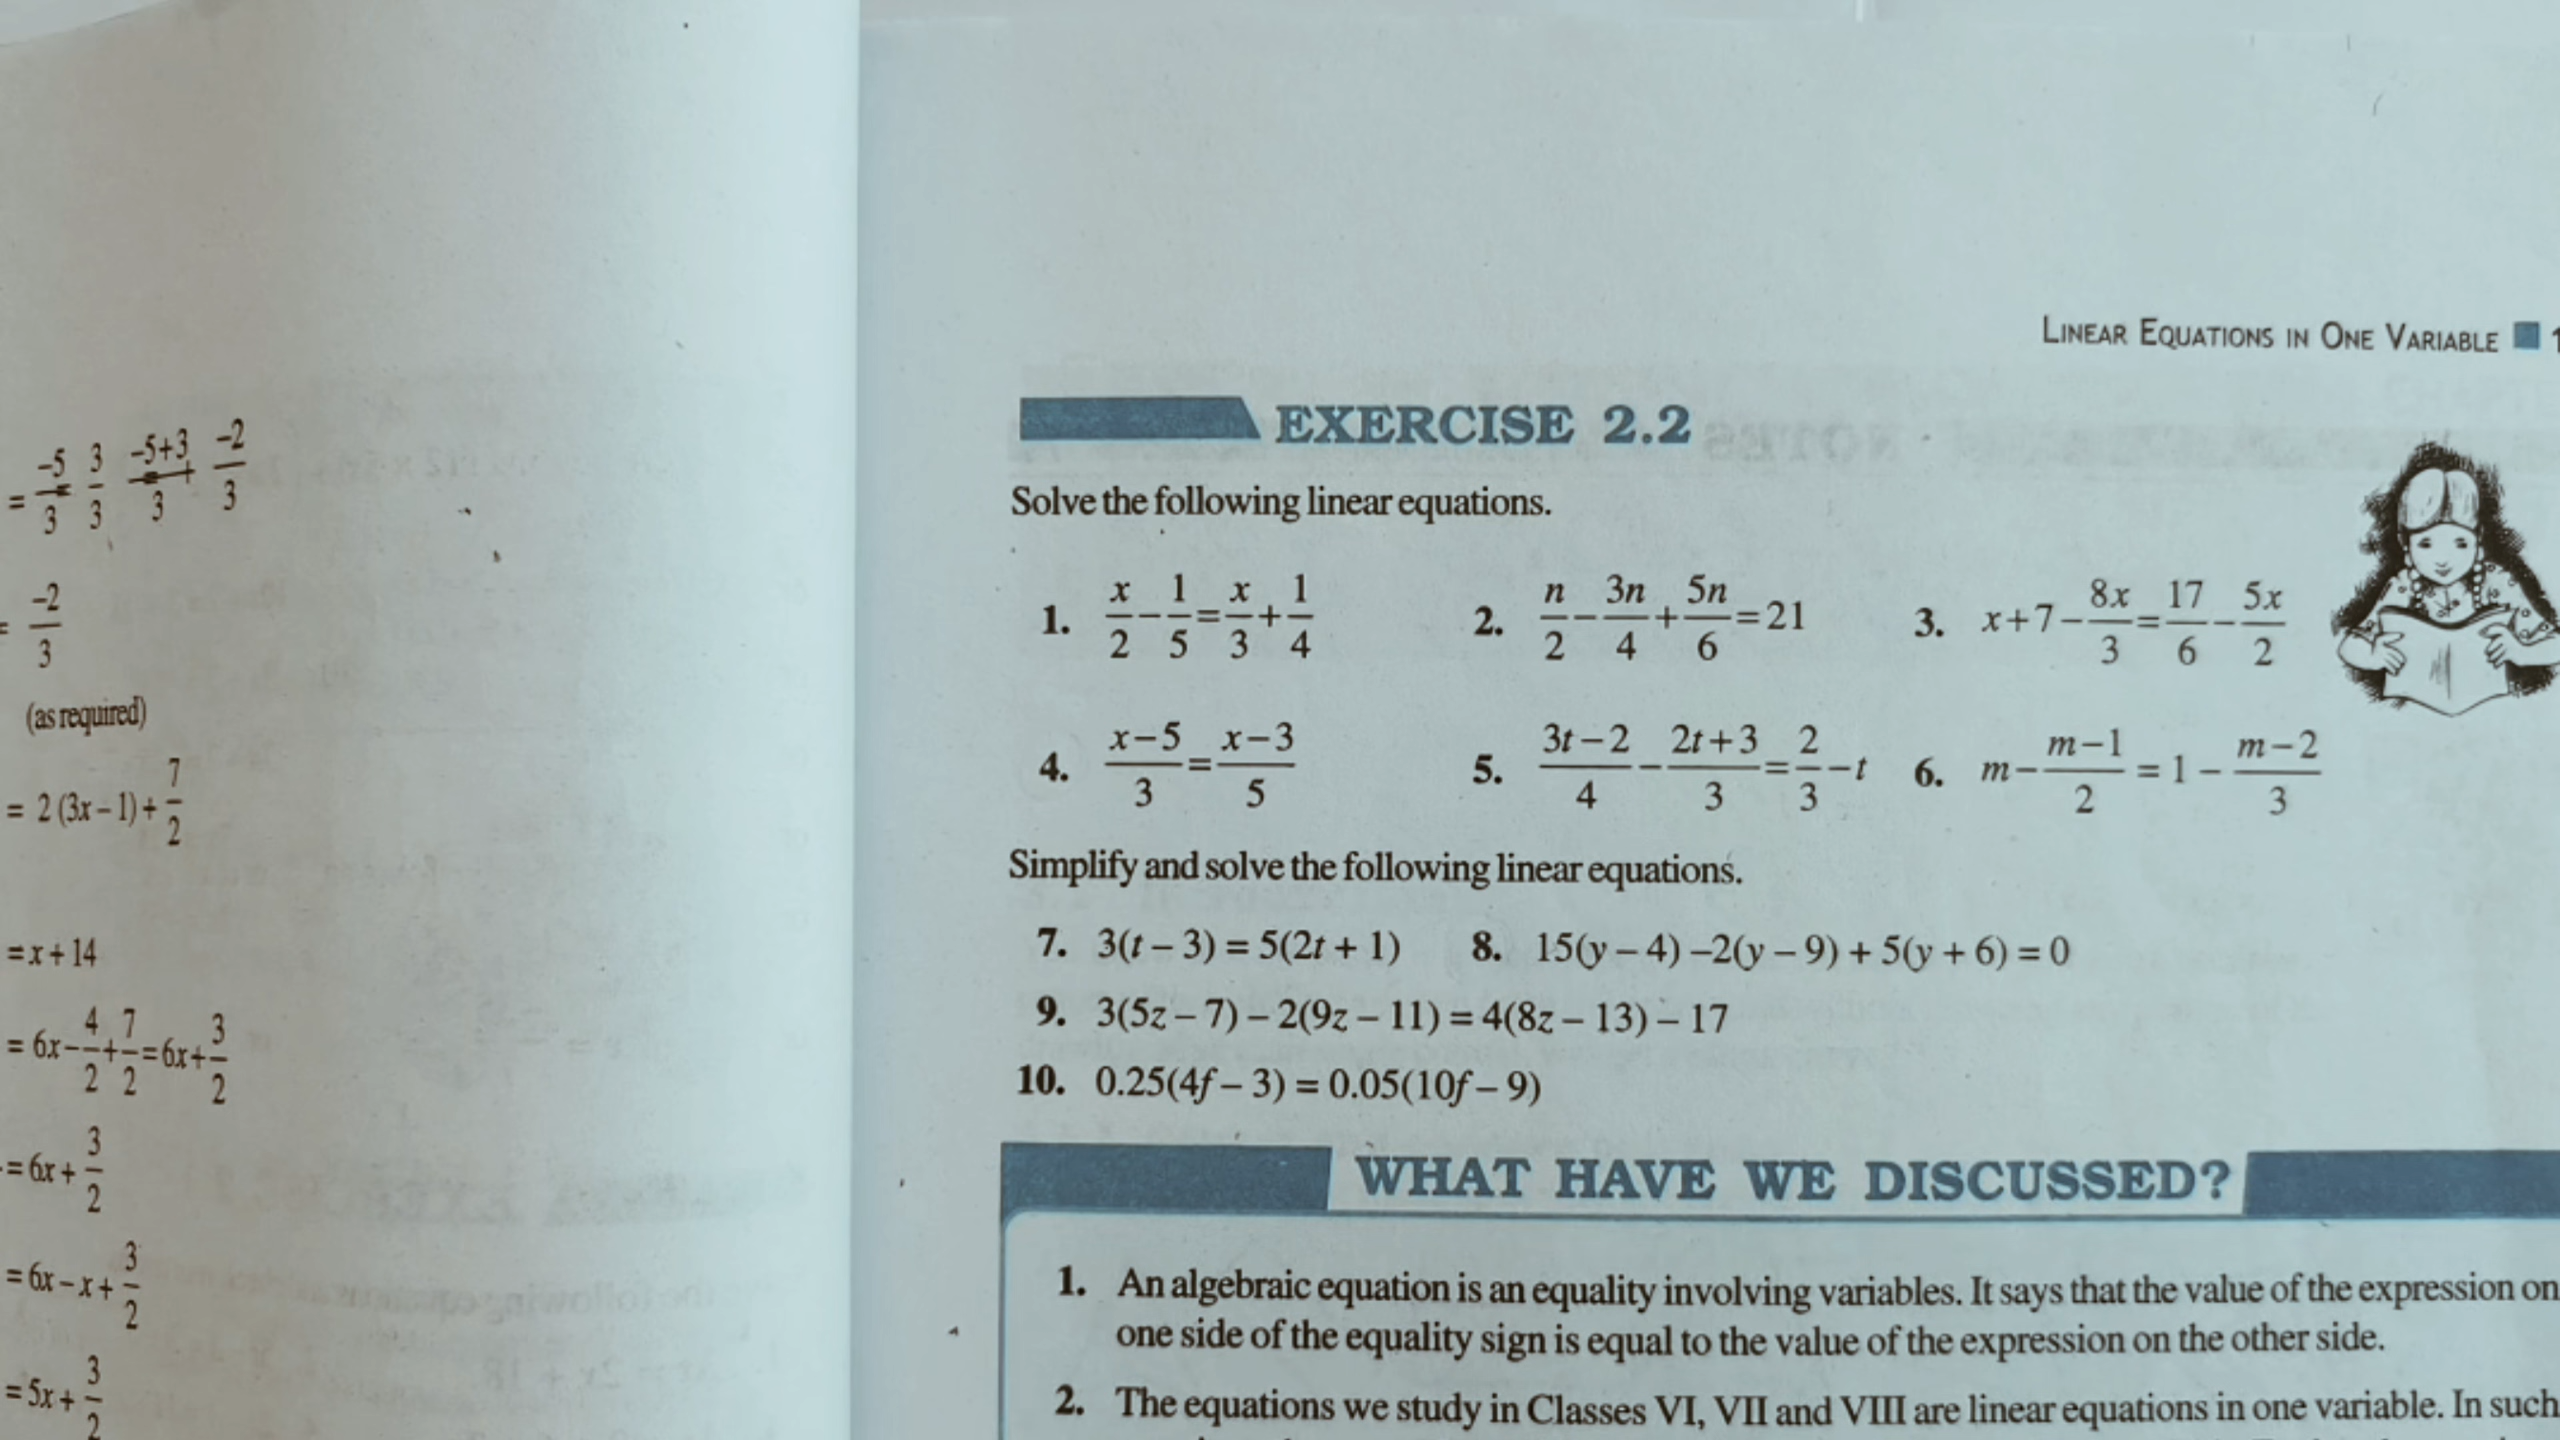 = -5/3 3/3 -5+3/3 -2/3
-2/3
(as required)
= 2 (3x – 1) + 7/2
= x + 14
= 6x - 4/2 + 7/2 = 6x + 3/2
= 6x + 3/2
= 6x – x + 3/2
= 5x + 3/2
LINEAR EQUATIONS IN ONE VARIABLE
EXERCISE 2.2
Solve the following linear equations.
1. x/2 - 1/5 = x/3 + 1/4 2. n/2 - 3n/4 + 5n/6 = 21 3. x + 7 - 8x/3 = 17/6 - 5x/2
4. x-5/3 = x-3/5 5. 3t-2/4 - 2t+3/3 = 2/3 - t 6. m - m-1/2 = 1 - m-2/3
Simplify and solve the following linear equations.
7. 3(t – 3) = 5(2t + 1) 8. 15(y – 4) –2(y – 9) + 5(y + 6) = 0
9. 3(5z – 7) – 2(9z – 11) = 4(8z – 13) – 17
10. 0.25(4f – 3) = 0.05(10f – 9)
WHAT HAVE WE DISCUSSED?
1. An algebraic equation is an equality involving variables. It says that the value of the expression on
one side of the equality sign is equal to the value of the expression on the other side.
2. The equations we study in Classes VI, VII and VIII are linear equations in one variable. In such